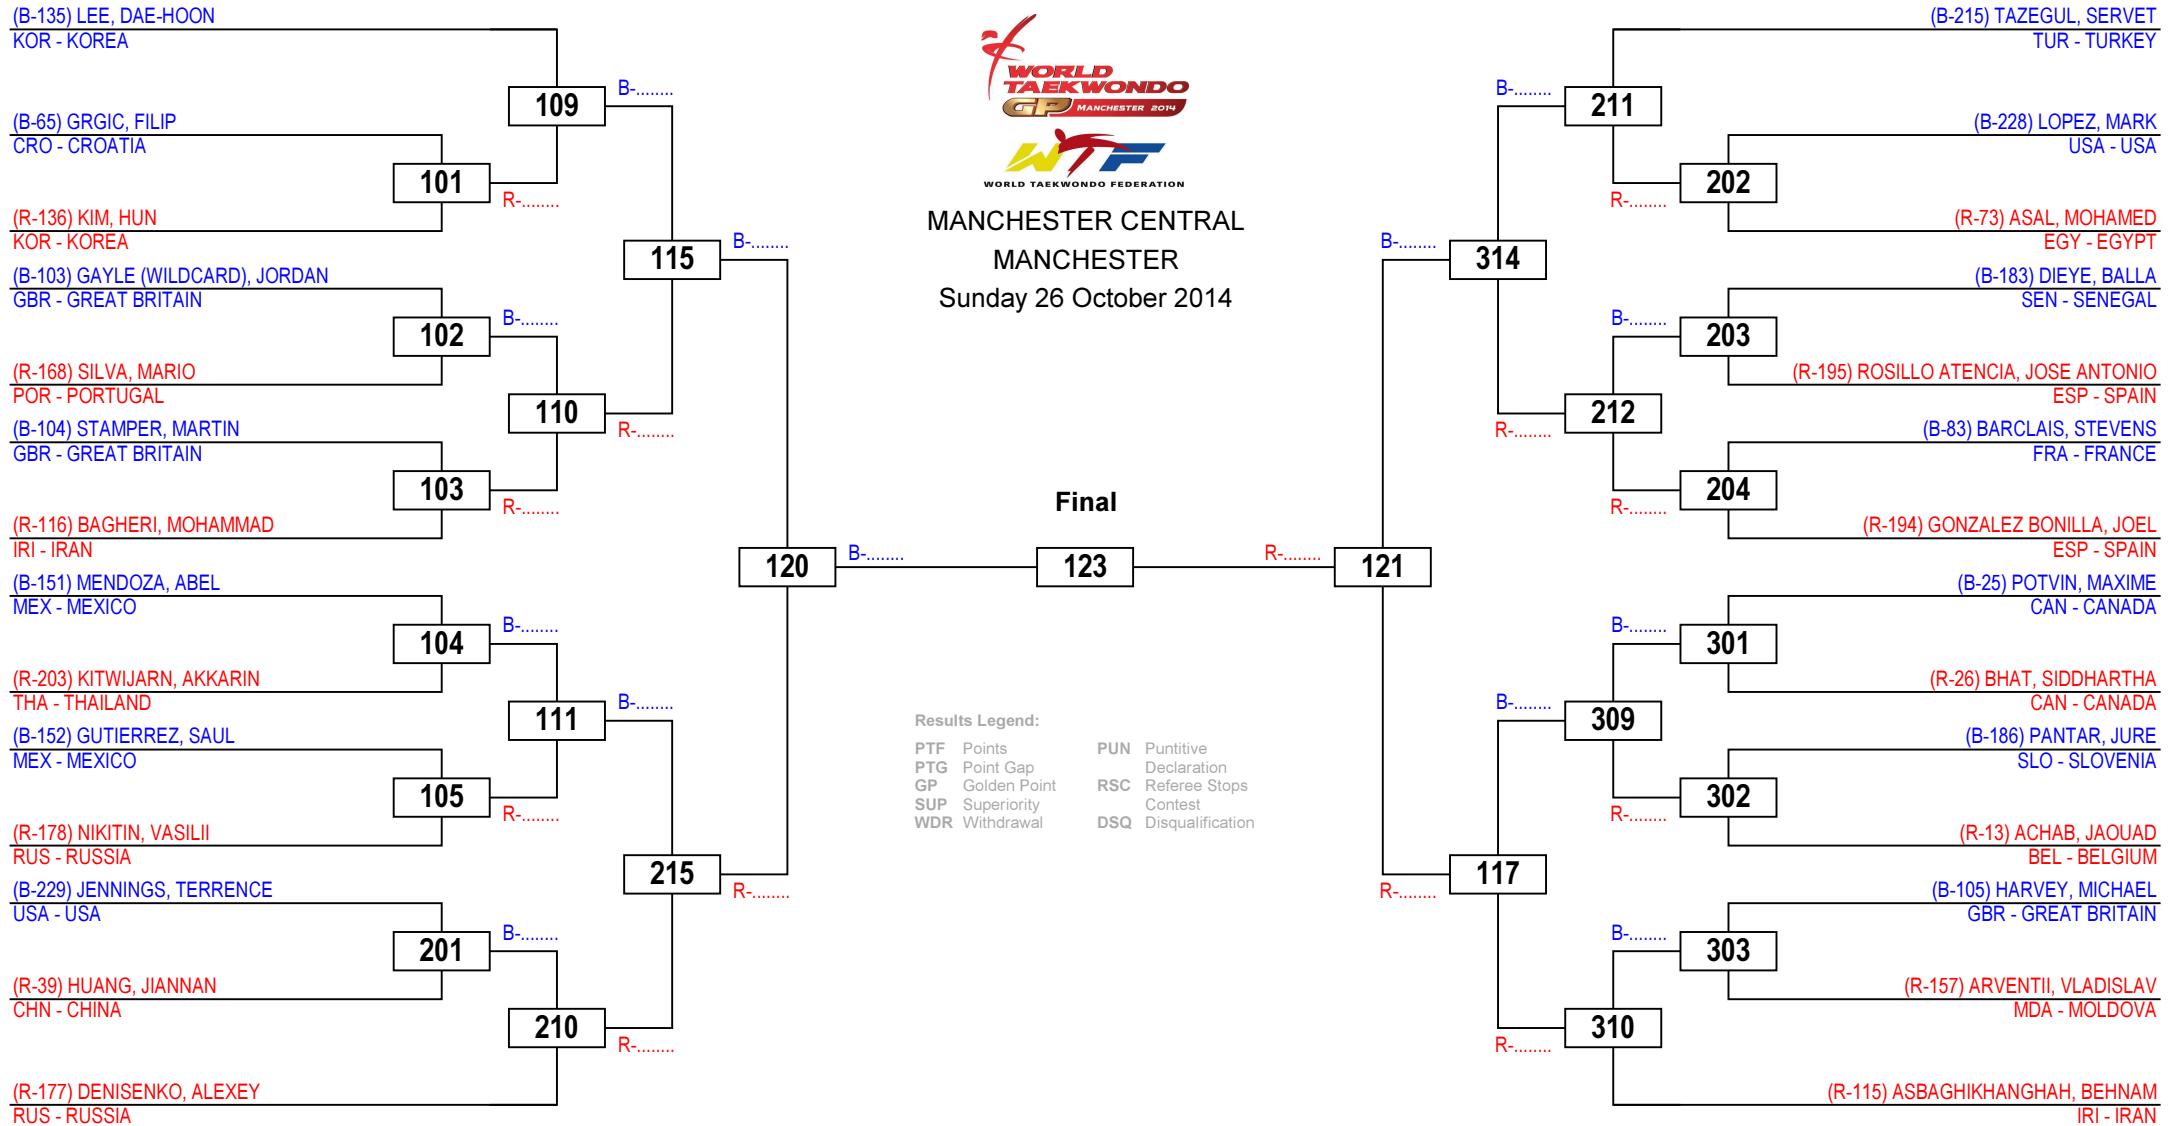 (B-135) LEE, DAE-HOON
KOR - KOREA
109
B-........
(B-65) GRGIC, FILIP
CRO - CROATIA
101
R-........
(R-136) KIM, HUN
KOR - KOREA
115
B-........
(B-103) GAYLE (WILDCARD), JORDAN
GBR - GREAT BRITAIN
102
B-........
(R-168) SILVA, MARIO
POR - PORTUGAL
110
R-........
(B-104) STAMPER, MARTIN
GBR - GREAT BRITAIN
103
R-........
(R-116) BAGHERI, MOHAMMAD
IRI - IRAN
120
B-........
(B-151) MENDOZA, ABEL
MEX - MEXICO
104
B-........
(R-203) KITWIJARN, AKKARIN
THA - THAILAND
111
B-........
(B-152) GUTIERREZ, SAUL
MEX - MEXICO
105
R-........
(R-178) NIKITIN, VASILII
RUS - RUSSIA
215
R-........
(B-229) JENNINGS, TERRENCE
USA - USA
201
B-........
(R-39) HUANG, JIANNAN
CHN - CHINA
210
R-........
(R-177) DENISENKO, ALEXEY
RUS - RUSSIA
WORLD
TAEKWONDO
GP MANCHESTER 2014
WTF
WORLD TAEKWONDO FEDERATION
MANCHESTER CENTRAL
MANCHESTER
Sunday 26 October 2014
Final
123
Results Legend:
PTF Points
PTG Point Gap
GP Golden Point
SUP Superiority
WDR Withdrawal
PUN Puntitive
Declaration
RSC Referee Stops
Contest
DSQ Disqualification
(B-215) TAZEGUL, SERVET
TUR - TURKEY
B-........
211
(B-228) LOPEZ, MARK
USA - USA
202
R-........
(R-73) ASAL, MOHAMED
EGY - EGYPT
B-........
314
(B-183) DIEYE, BALLA
SEN - SENEGAL
B-........
203
(R-195) ROSILLO ATENCIA, JOSE ANTONIO
ESP - SPAIN
212
R-........
(B-83) BARCLAIS, STEVENS
FRA - FRANCE
204
R-........
(R-194) GONZALEZ BONILLA, JOEL
ESP - SPAIN
R-........
121
(B-25) POTVIN, MAXIME
CAN - CANADA
B-........
301
(R-26) BHAT, SIDDHARTHA
CAN - CANADA
B-........
309
(B-186) PANTAR, JURE
SLO - SLOVENIA
302
R-........
(R-13) ACHAB, JAOUAD
BEL - BELGIUM
117
R-........
(B-105) HARVEY, MICHAEL
GBR - GREAT BRITAIN
B-........
303
(R-157) ARVENTII, VLADISLAV
MDA - MOLDOVA
310
R-........
(R-115) ASBAGHIKHANGHAH, BEHNAM
IRI - IRAN